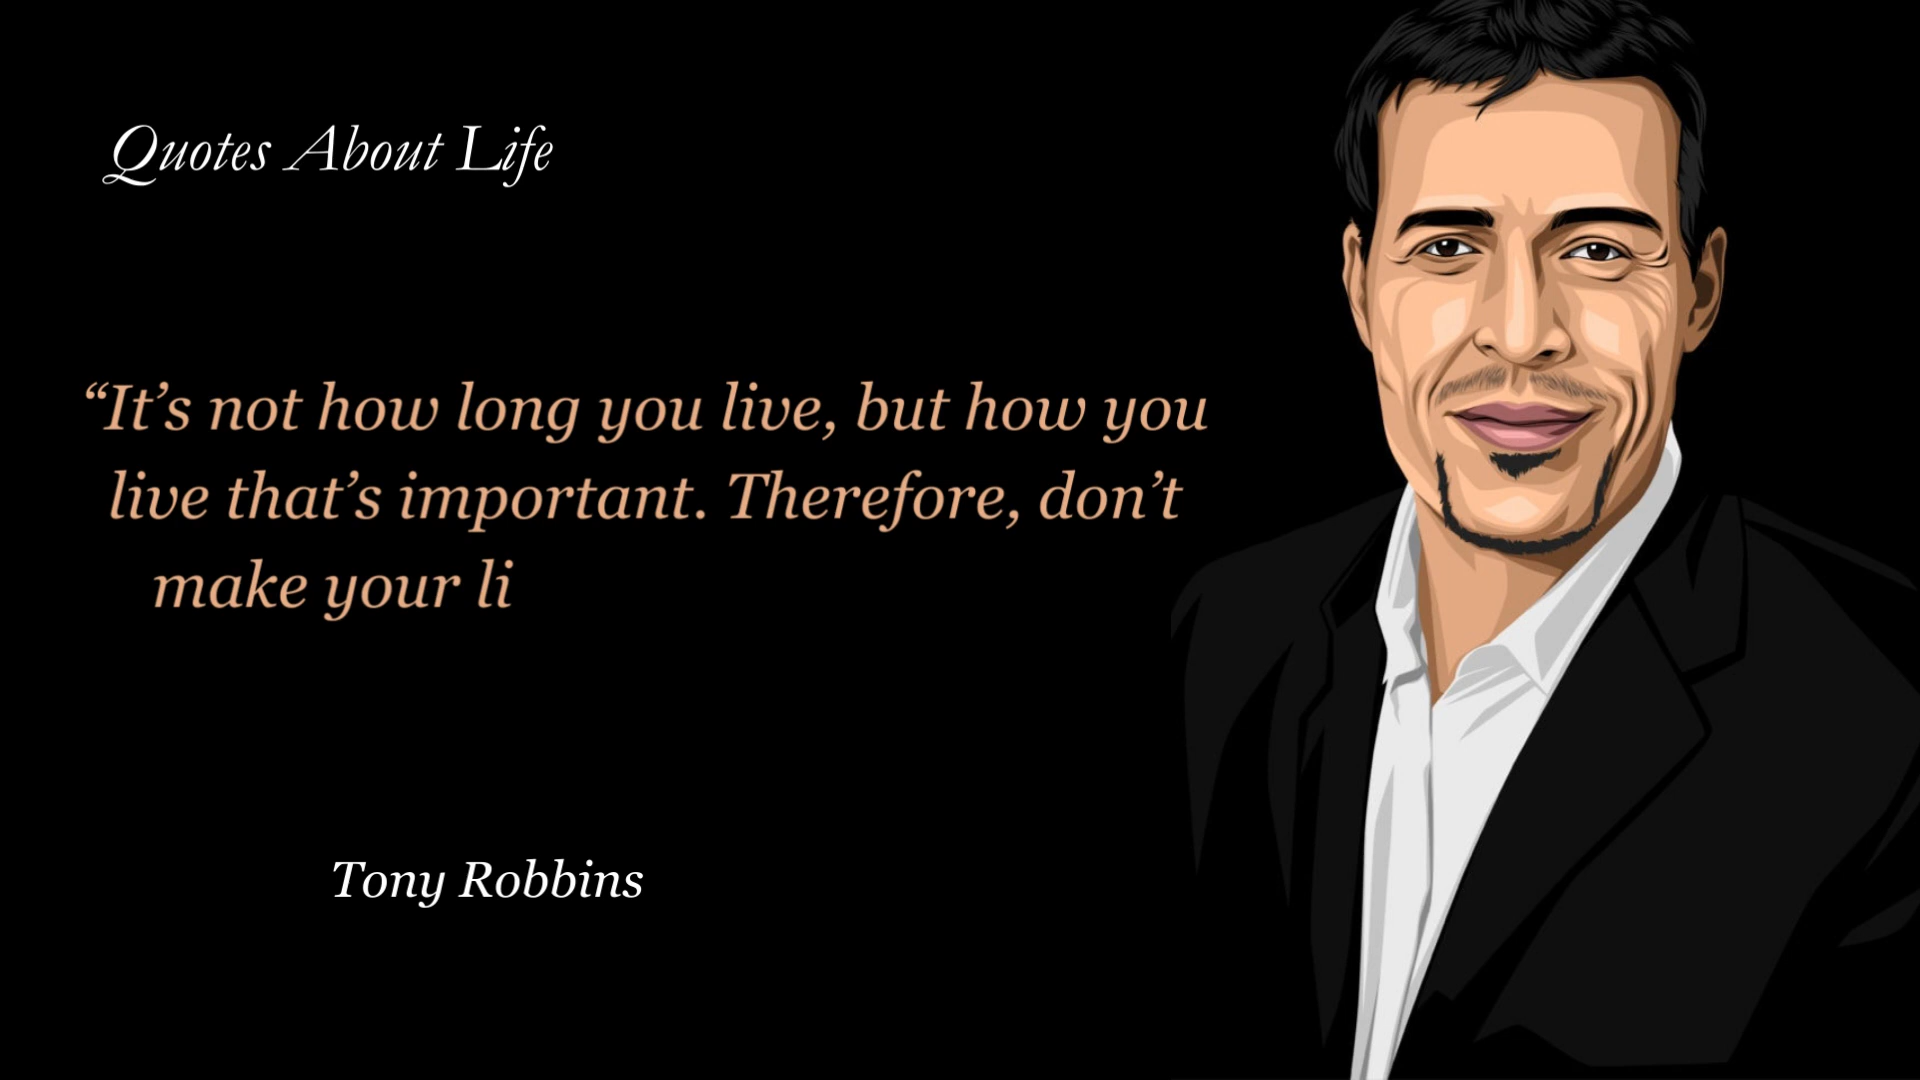 Quotes About Life
“It’s not how long you live, but how you
live that’s important. Therefore, don’t
make your li
Tony Robbins